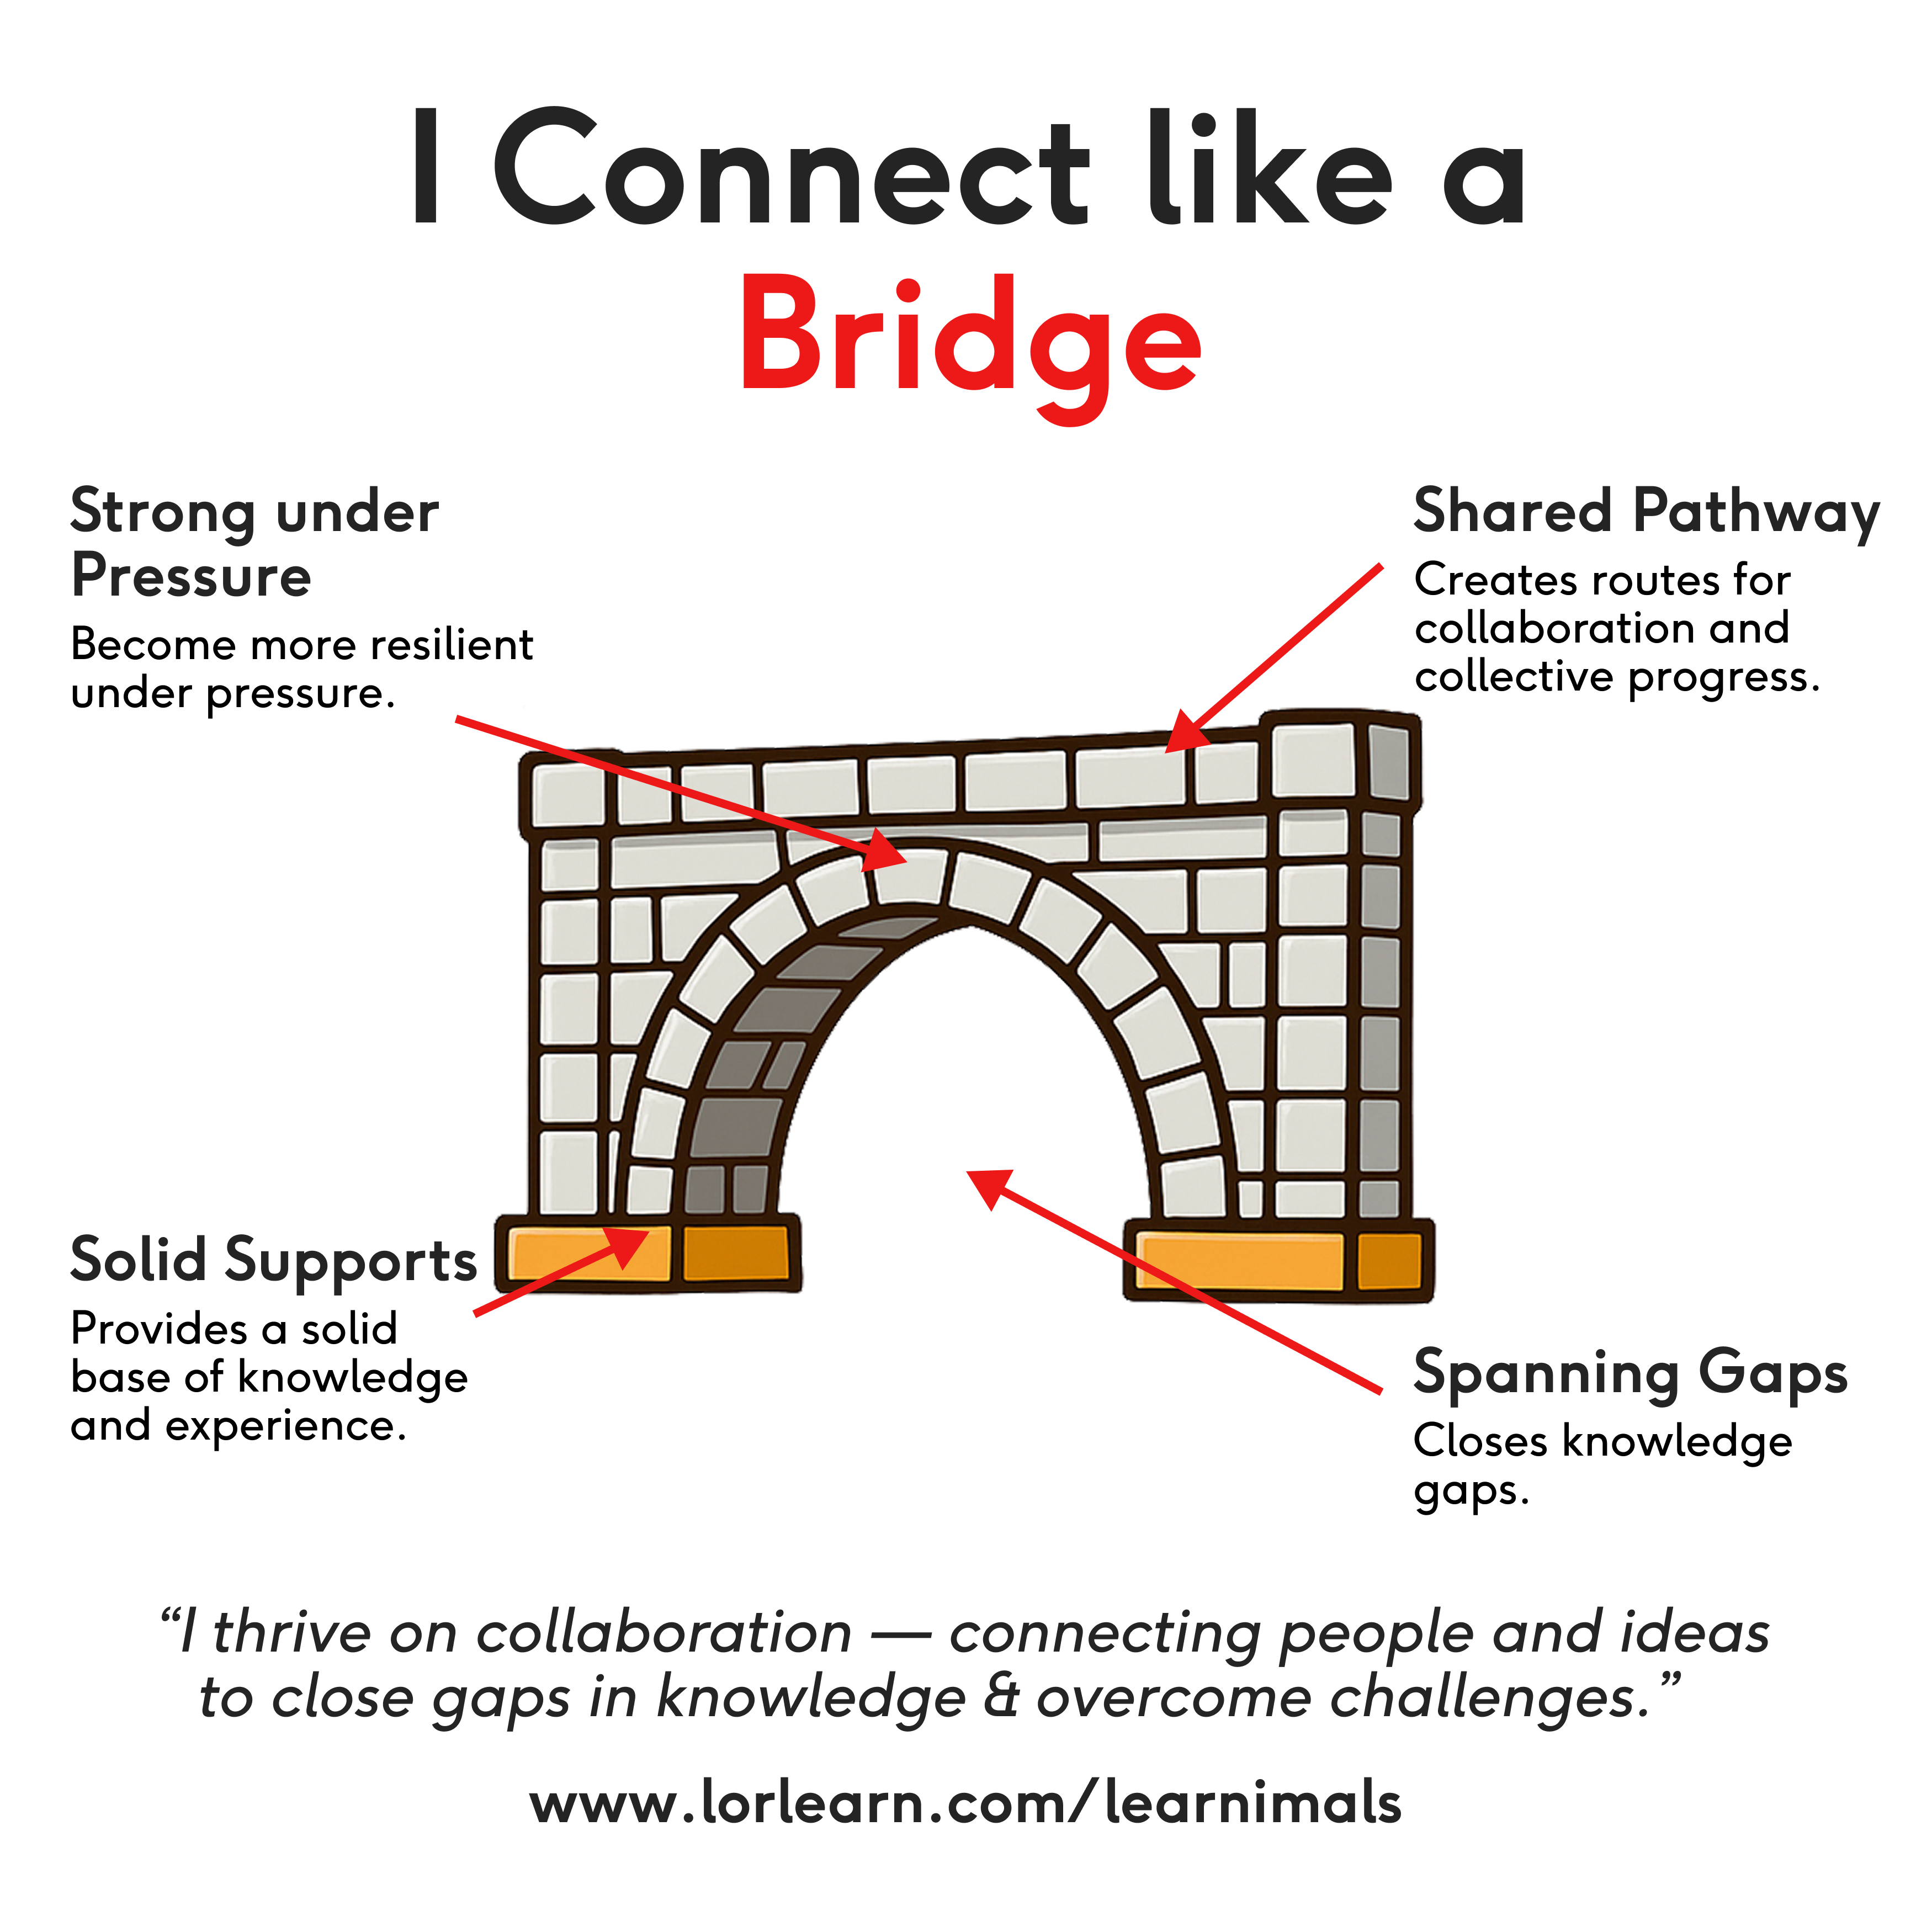 I Connect like a
Bridge
Strong under
Pressure
Become more resilient
under pressure.
Shared Pathway
Creates routes for
collaboration and
collective progress.
Solid Supports
Provides a solid
base of knowledge
and experience.
Spanning Gaps
Closes knowledge
gaps.
“I thrive on collaboration — connecting people and ideas
to close gaps in knowledge & overcome challenges.”
www.lorlearn.com/learnimals